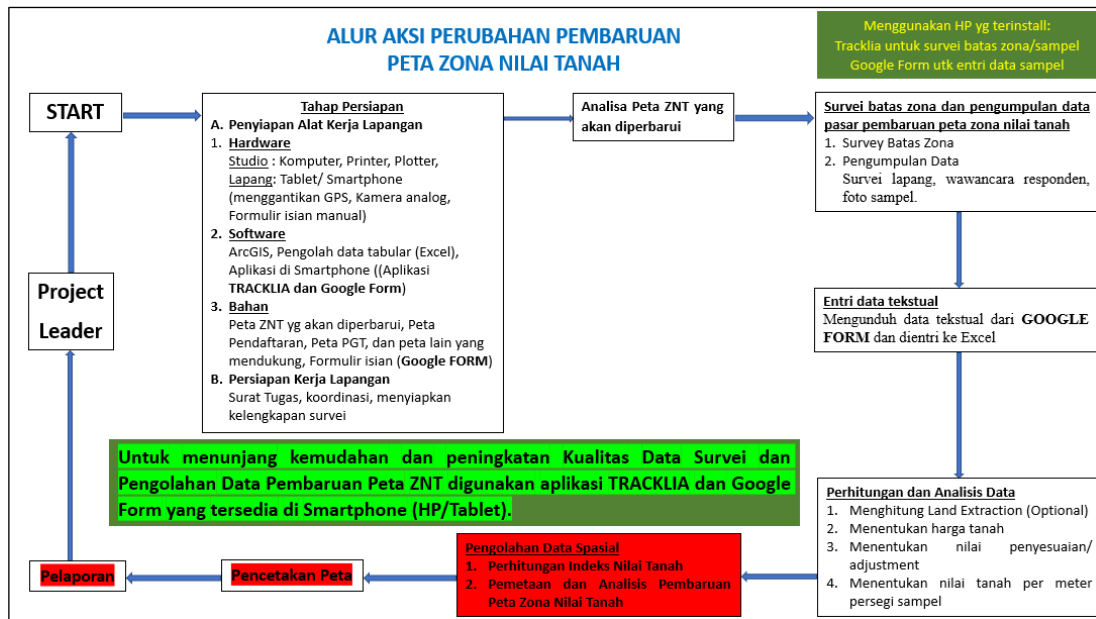 ALUR AKSI PERUBAHAN PEMBARUAN
PETA ZONA NILAI TANAH
Menggunakan HP yg terinstall:
Tracklia untuk survei batas zona/sampel
Google Form utk entri data sampel
START
Tahap Persiapan
A. Penyiapan Alat Kerja Lapangan
1. Hardware
Studio : Komputer, Printer, Plotter,
Lapang: Tablet/ Smartphone
(menggantikan GPS, Kamera analog,
Formulir isian manual)
2. Software
ArcGIS, Pengolah data tabular (Excel),
Aplikasi di Smartphone ((Aplikasi
TRACKLIA dan Google Form)
3. Bahan
Peta ZNT yg akan diperbarui, Peta
Pendaftaran, Peta PGT, dan peta lain yang
mendukung, Formulir isian (Google FORM)
B. Persiapan Kerja Lapangan
Surat Tugas, koordinasi, menyiapkan
kelengkapan survei
Analisa Peta ZNT yang
akan diperbarui
Survei batas zona dan pengumpulan data
pasar pembaruan peta zona nilai tanah
1. Survey Batas Zona
2. Pengumpulan Data
Survei lapang, wawancara responden,
foto sampel.
Project
Leader
Entri data tekstual
Mengunduh data tekstual dari GOOGLE
FORM dan dientri ke Excel
Untuk menunjang kemudahan dan peningkatan Kualitas Data Survei dan
Pengolahan Data Pembaruan Peta ZNT digunakan aplikasi TRACKLIA dan Google
Form yang tersedia di Smartphone (HP/Tablet).
Perhitungan dan Analisis Data
1. Menghitung Land Extraction (Optional)
2. Menentukan harga tanah
3. Menentukan nilai penyesuaian/
adjustment
4. Menentukan nilai tanah per meter
persegi sampel
Pengolahan Data Spasial
1. Perhitungan Indeks Nilai Tanah
2. Pemetaan dan Analisis Pembaruan
Peta Zona Nilai Tanah
Pencetakan Peta
Pelaporan